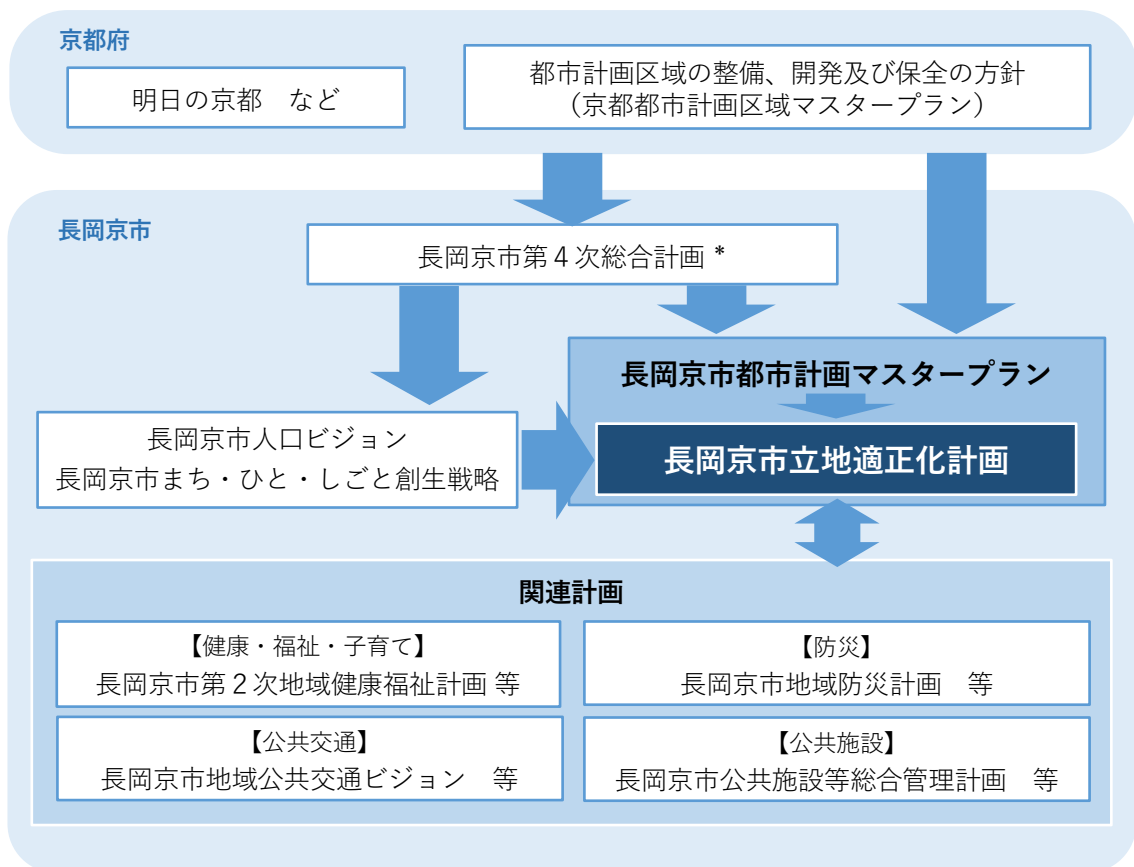 京都府
明日の京都　など
都市計画区域の整備、開発及び保全の方針
（京都都市計画区域マスタープラン）
長岡京市
長岡京市第４次総合計画 *
長岡京市都市計画マスタープラン
長岡京市立地適正化計画
長岡京市人口ビジョン
長岡京市まち・ひと・しごと創生戦略
関連計画
【健康・福祉・子育て】
長岡京市第２次地域健康福祉計画 等
【防災】
長岡京市地域防災計画　等
【公共交通】
長岡京市地域公共交通ビジョン　等
【公共施設】
長岡京市公共施設等総合管理計画　等